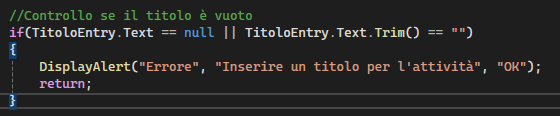 //Controllo se il titolo è vuoto
if(TitoloEntry.Text == null || TitoloEntry.Text.Trim() == "")
{
    DisplayAlert("Errore", "Inserire un titolo per l'attività", "OK");
    return;
}